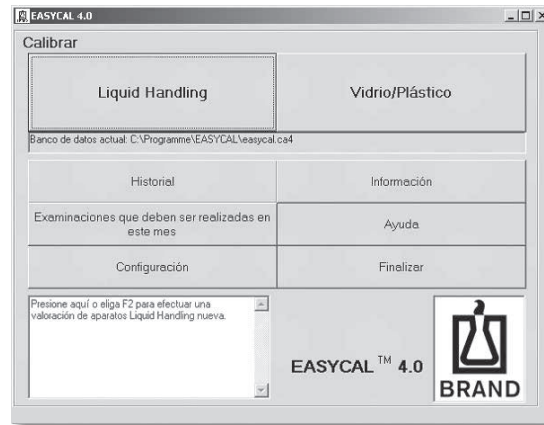 EASYCAL 4.0
Calibrar
Liquid Handling
Vidrio/Plástico
Banco de datos actual: C:\Programme\EASYCAL\easycal.ca4
Historial
Información
Examinaciones que deben ser realizadas en
este mes
Ayuda
Configuración
Finalizar
Presione aquí o eliga F2 para efectuar una
valoración de aparatos Liquid Handling nueva.
EASYCAL™ 4.0
BRAND